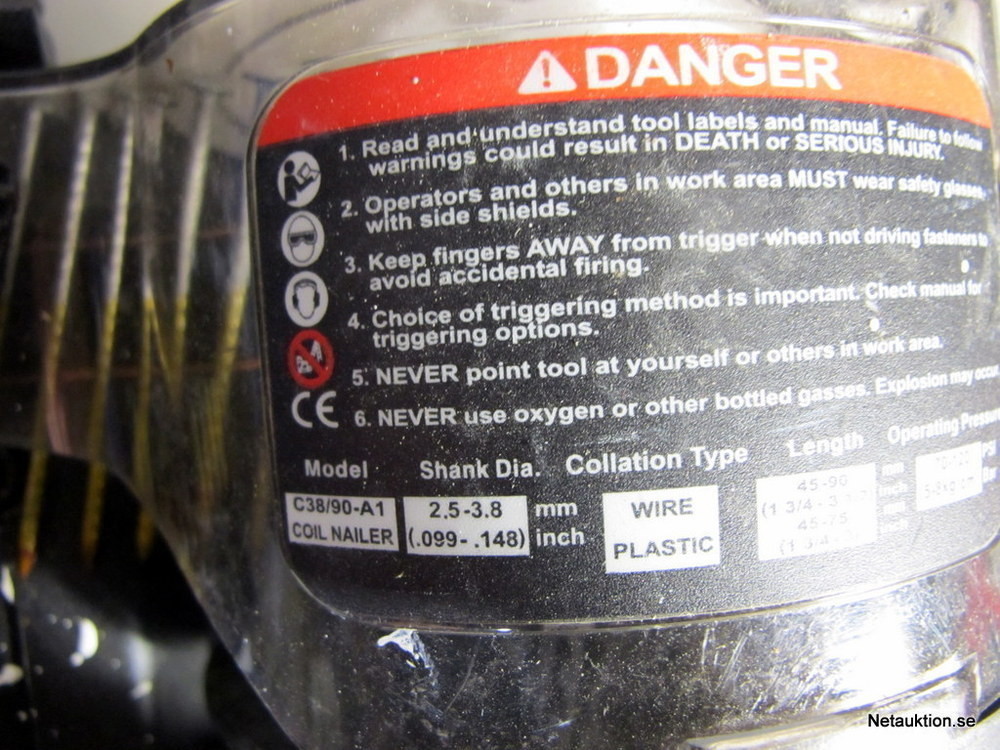 DANGER
1. Read and understand tool labels and manual. Failure to follow
warnings could result in DEATH or SERIOUS INJURY.
2. Operators and others in work area MUST wear safety glasses
with side shields.
3. Keep fingers AWAY from trigger when not driving fasteners to
avoid accidental firing.
4. Choice of triggering method is important. Check manual for
triggering options.
5. NEVER point tool at yourself or others in work area.
6. NEVER use oxygen or other bottled gasses. Explosion may occur.
CE
Model Shank Dia. Collation Type Length Operating
C38/90-A1 2.5-3.8 mm WIRE 45-90
COIL NAILER (.099- .148) inch PLASTIC (1 3/4 -
45-75
Netauktion.se